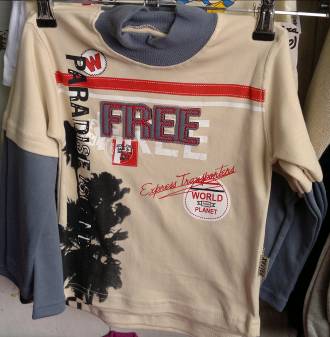 W
PARADISE
FREE
Express Transporters
WORLD
PLANET